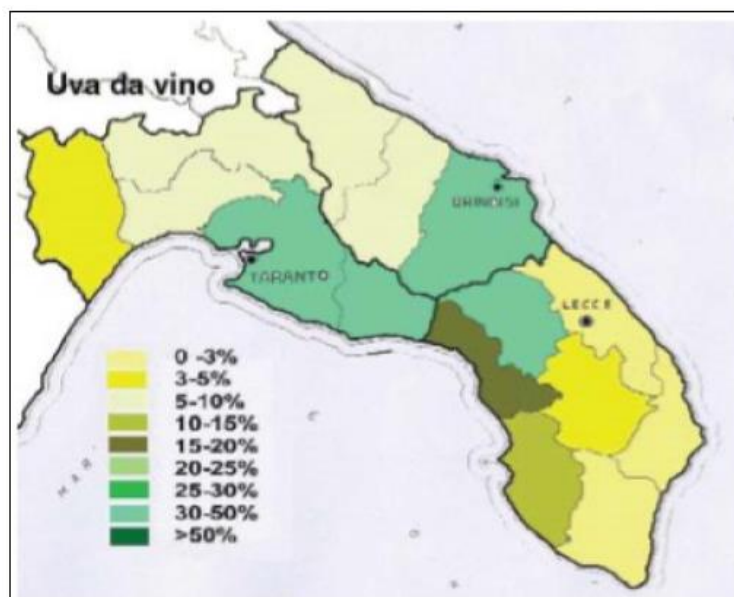 Uva da vino
BRINDISI
TARANTO
LECCE
0 -3%
3-5%
5-10%
10-15%
15-20%
20-25%
25-30%
30-50%
>50%
MAR